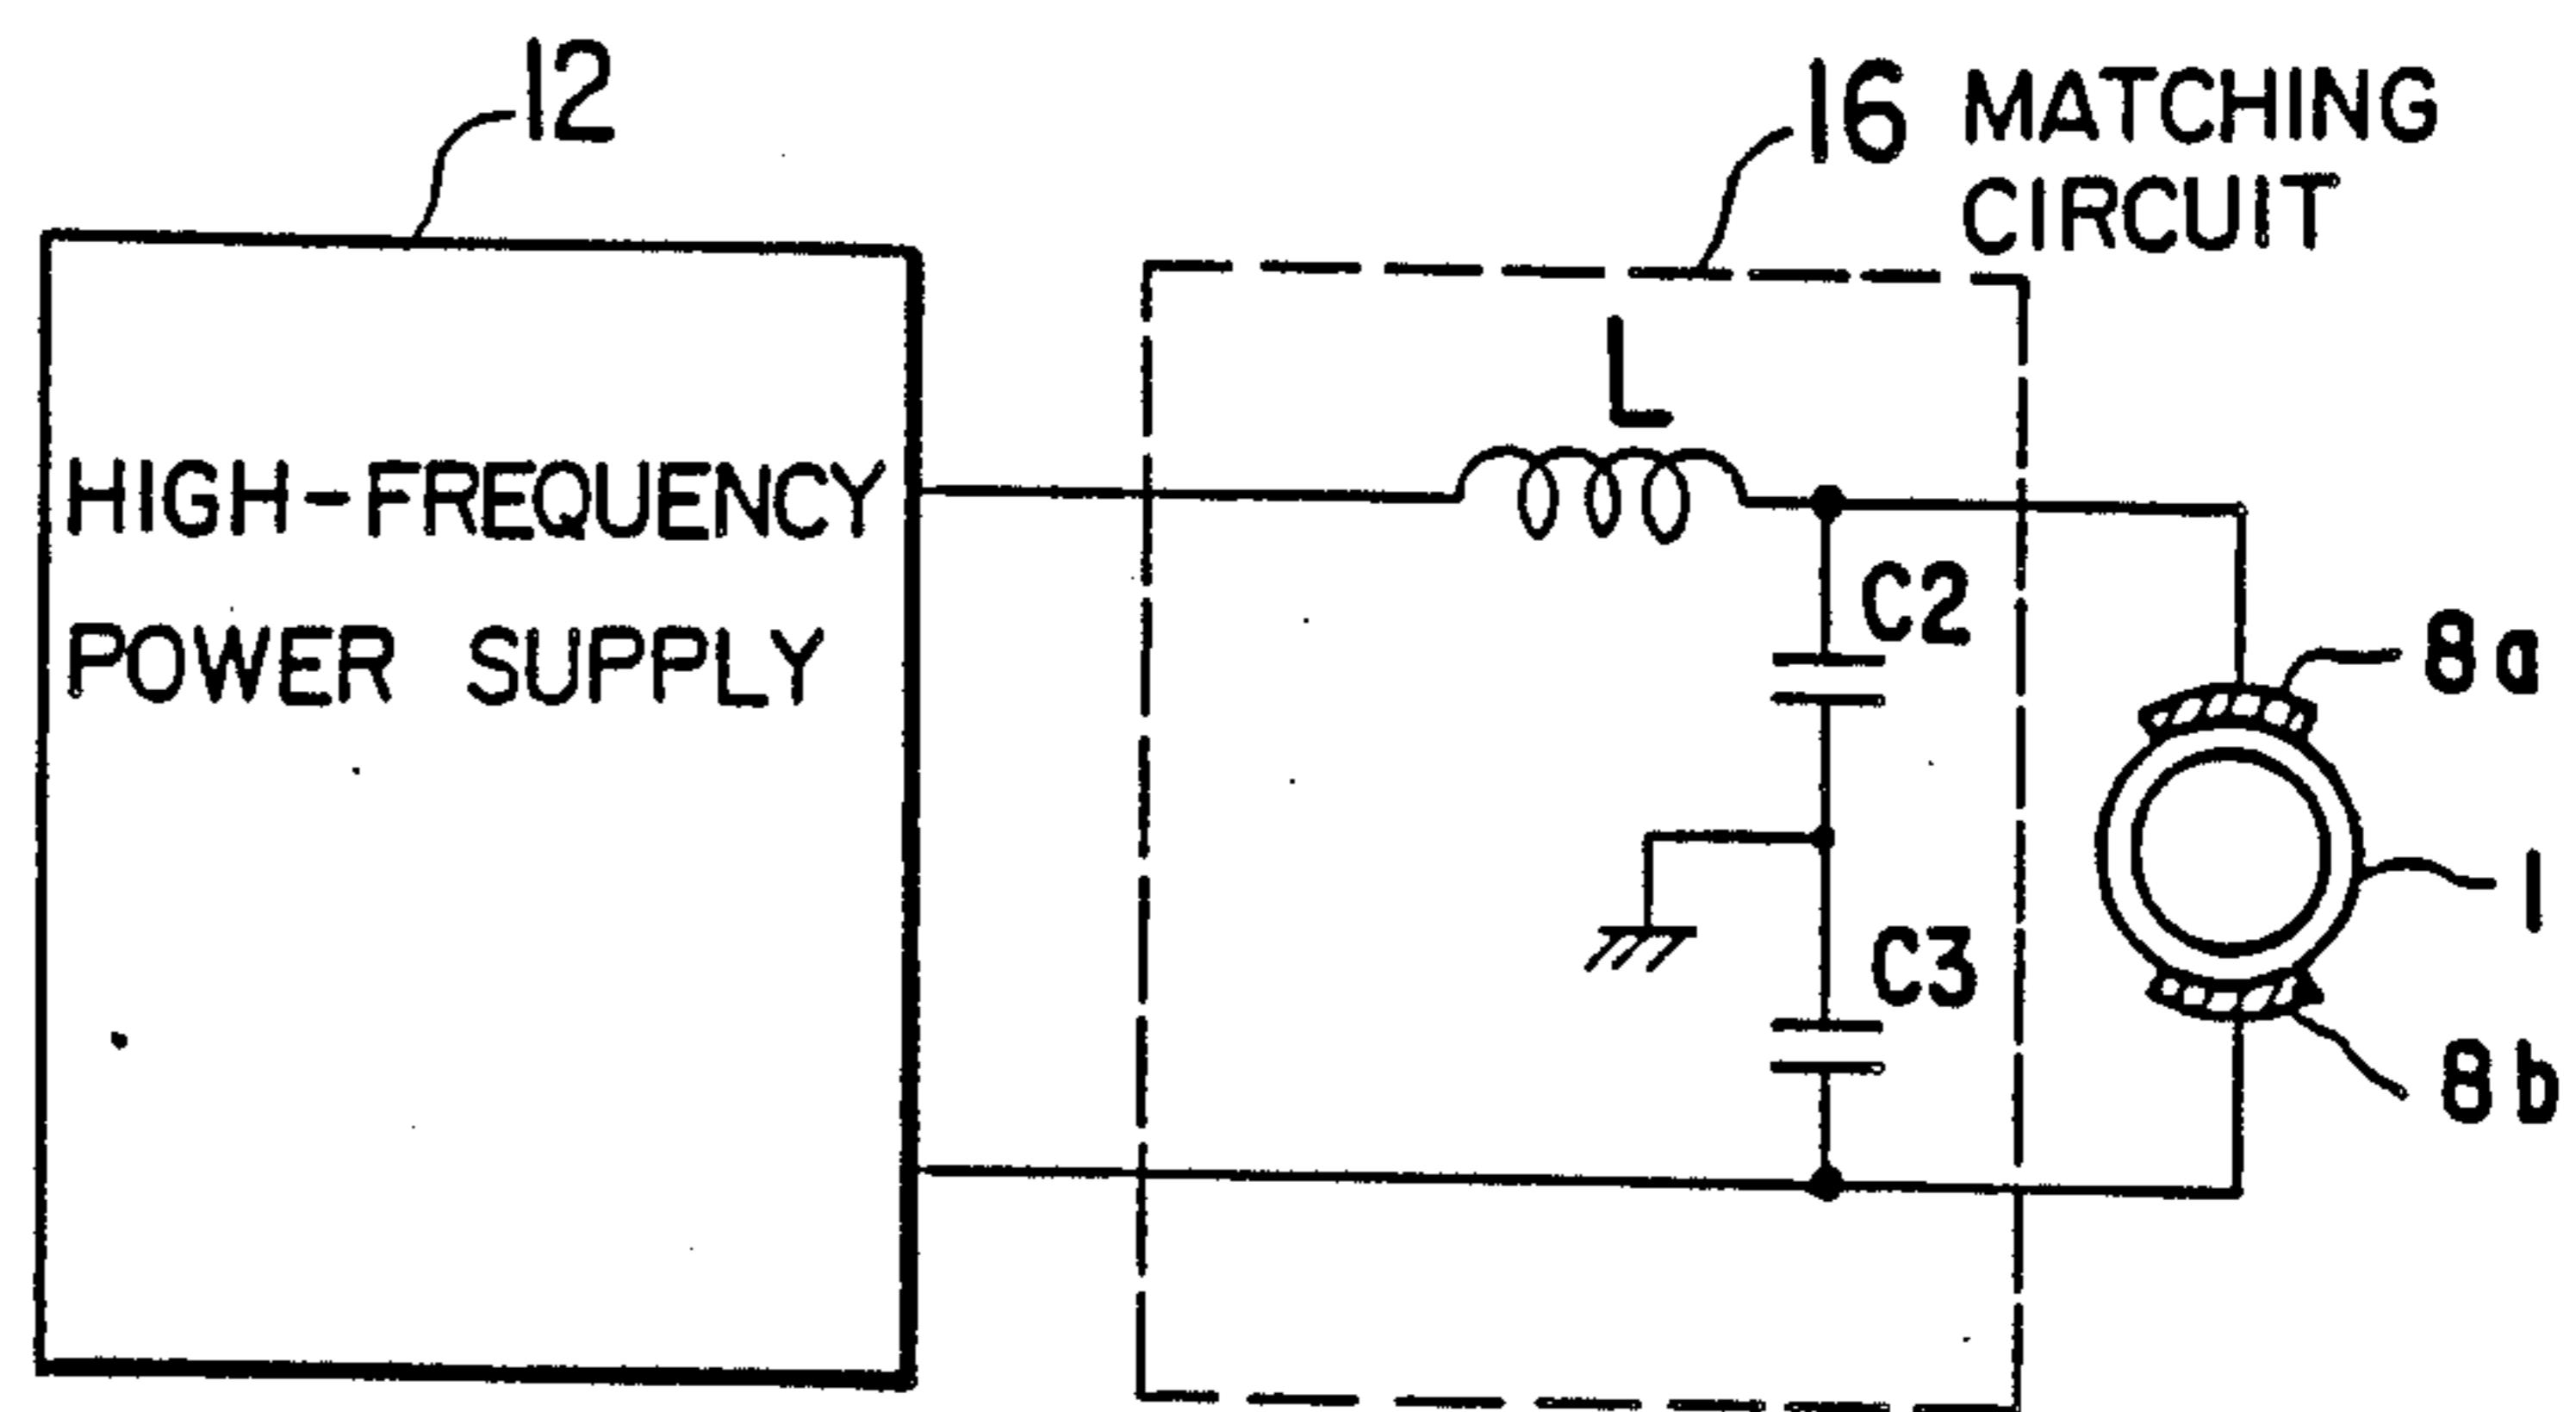 12
16 MATCHING
CIRCUIT
L
HIGH-FREQUENCY
POWER SUPPLY
C2
8a
1
C3
8b